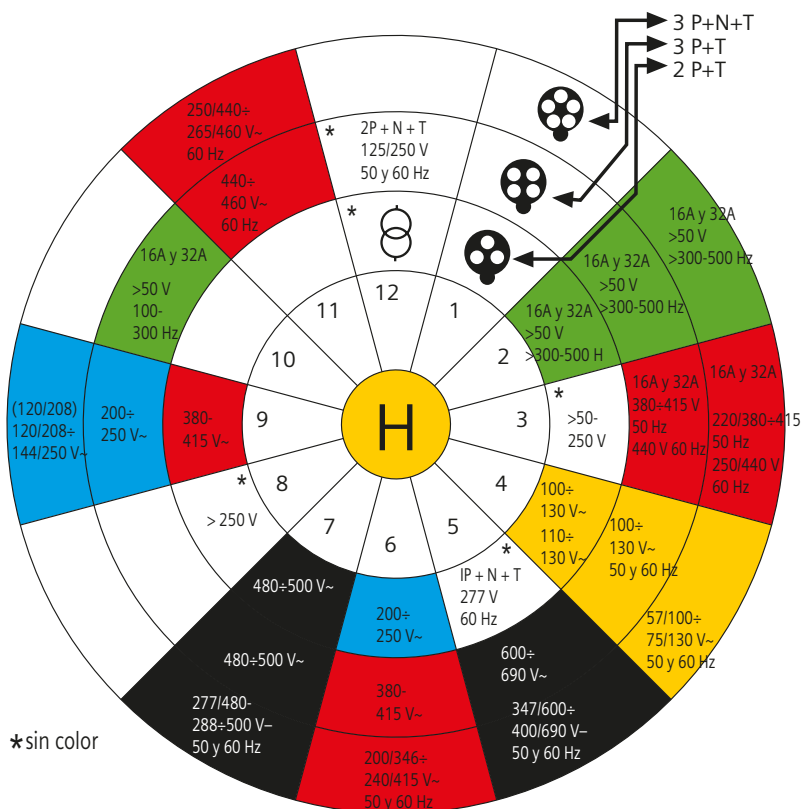 3 P+N+T
3 P+T
2 P+T
250/440÷
265/460 V~
60 Hz
440÷
460 V~
60 Hz
*
2P + N + T
125/250 V
50 y 60 Hz
*
16A y 32A
>50 V
>300-500 Hz
16A y 32A
>50 V
>300-500 Hz
16A y 32A
>50 V
>300-500 H
16A y 32A
>50 V
100-
300 Hz
12
1
2
3
4
5
6
7
8
9
10
11
H
(120/208)
120/208÷
144/250 V~
200÷
250 V~
380-
415 V~
*
>50-
250 V
16A y 32A
380÷415 V
50 Hz
440 V 60 Hz
16A y 32A
220/380÷415
50 Hz
250/440 V
60 Hz
*
> 250 V
100÷
130 V~
110÷
130 V~
100÷
130 V~
50 y 60 Hz
57/100÷
75/130 V~
50 y 60 Hz
*
IP + N + T
277 V
60 Hz
600÷
690 V~
347/600÷
400/690 V–
50 y 60 Hz
200÷
250 V~
380-
415 V~
200/346÷
240/415 V~
50 y 60 Hz
480÷500 V~
480÷500 V~
277/480-
288÷500 V–
50 y 60 Hz
*sin color